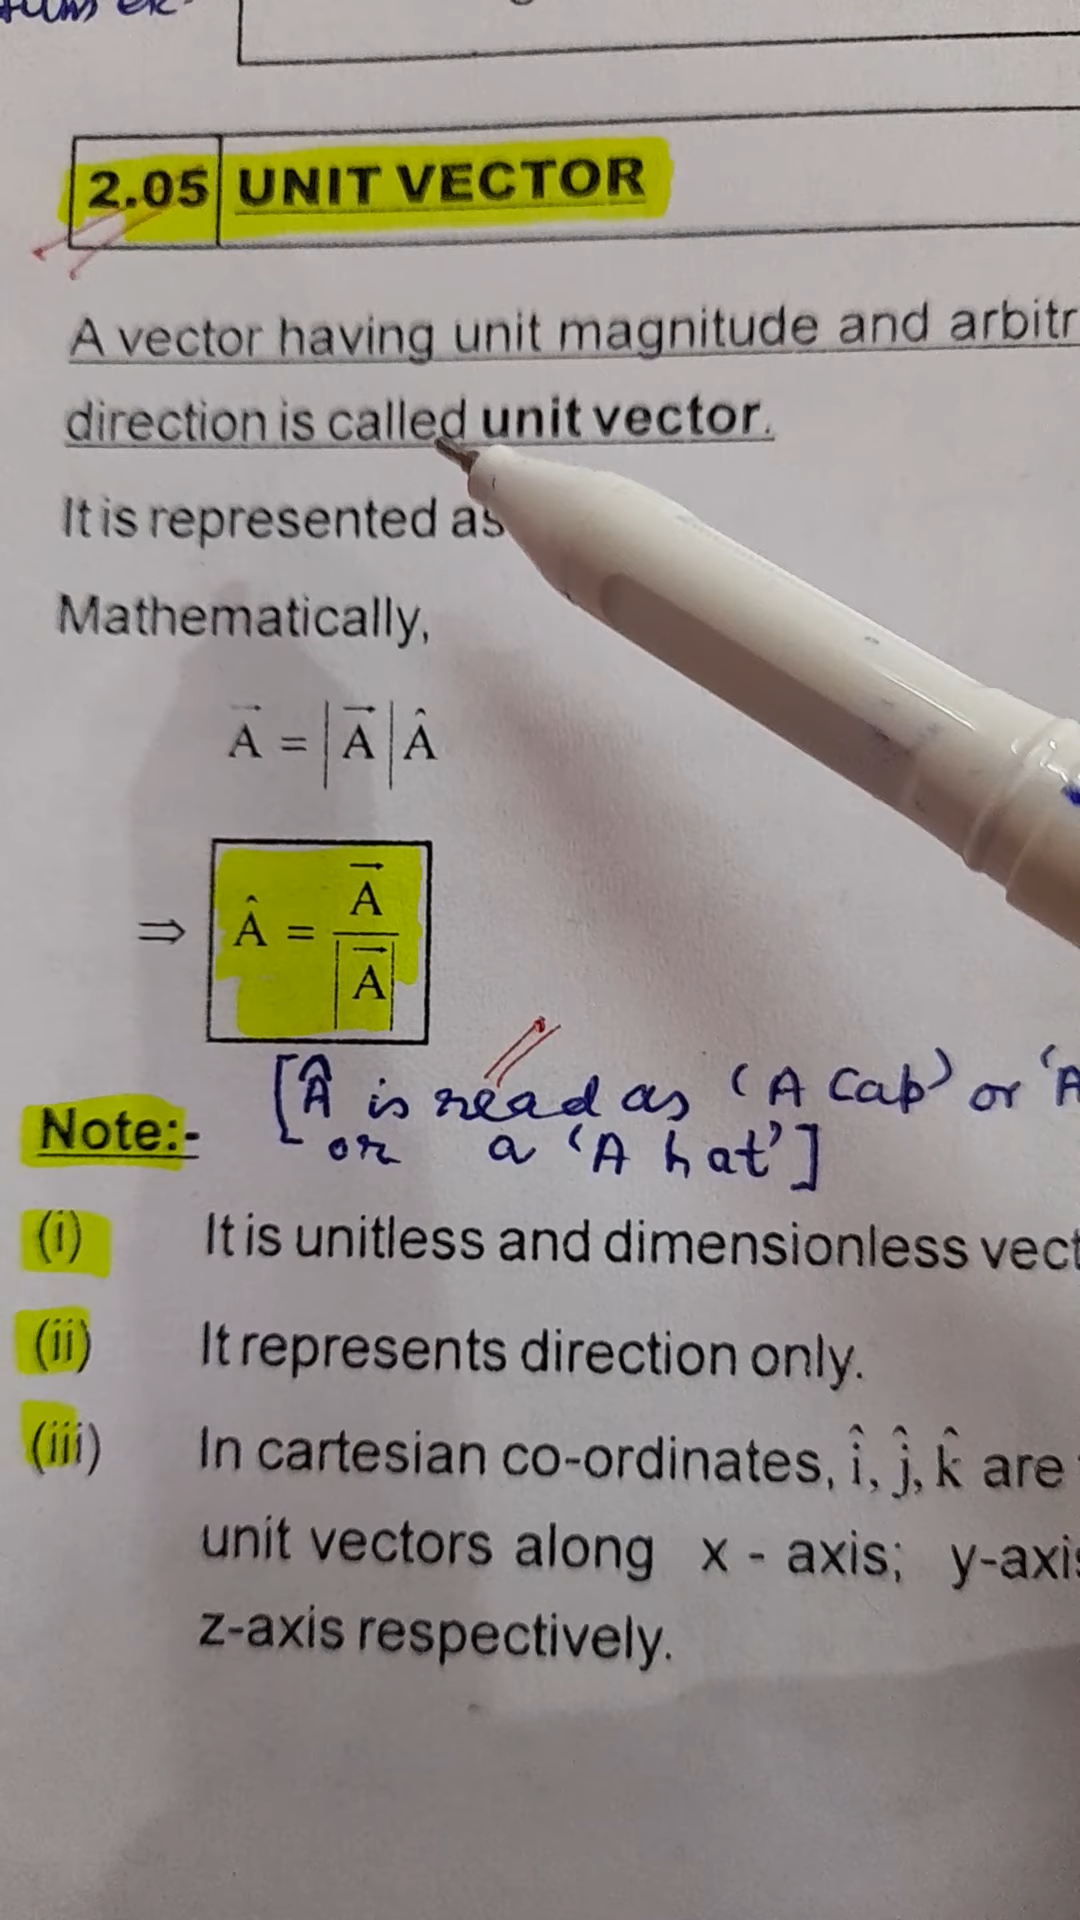 2.05 UNIT VECTOR
A vector having unit magnitude and arbitr
direction is called unit vector.
It is represented as
Mathematically,
A⃗ = |A⃗| Â
⇒ Â = A⃗ / |A⃗|
[Â is read as 'A Cap' or 'A
or a 'A hat']
Note:-
(i) It is unitless and dimensionless vect
(ii) It represents direction only.
(iii) In cartesian co-ordinates, î, ĵ, k̂ are
unit vectors along x - axis; y-axis
z-axis respectively.